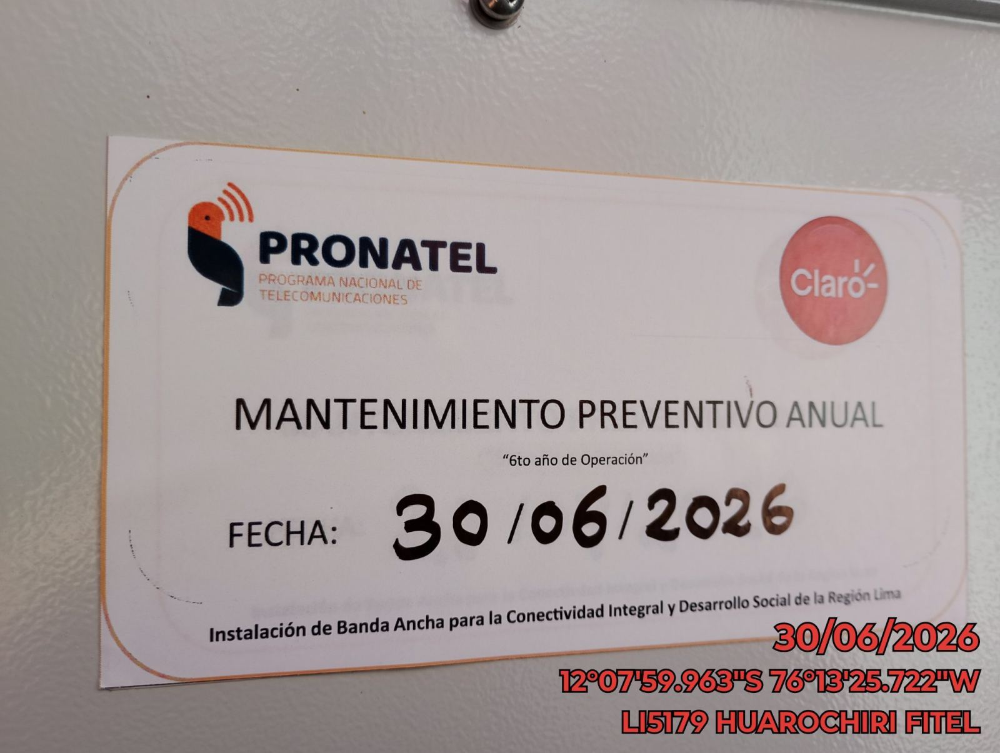 PRONATEL
PROGRAMA NACIONAL DE
TELECOMUNICACIONES
Claro
MANTENIMIENTO PREVENTIVO ANUAL
“6to año de Operación”
FECHA: 30/06/2026
Instalación de Banda Ancha para la Conectividad Integral y Desarrollo Social de la Región Lima
30/06/2026
12°07'59.963"S 76°13'25.722"W
LI5179 HUAROCHIRI FITEL